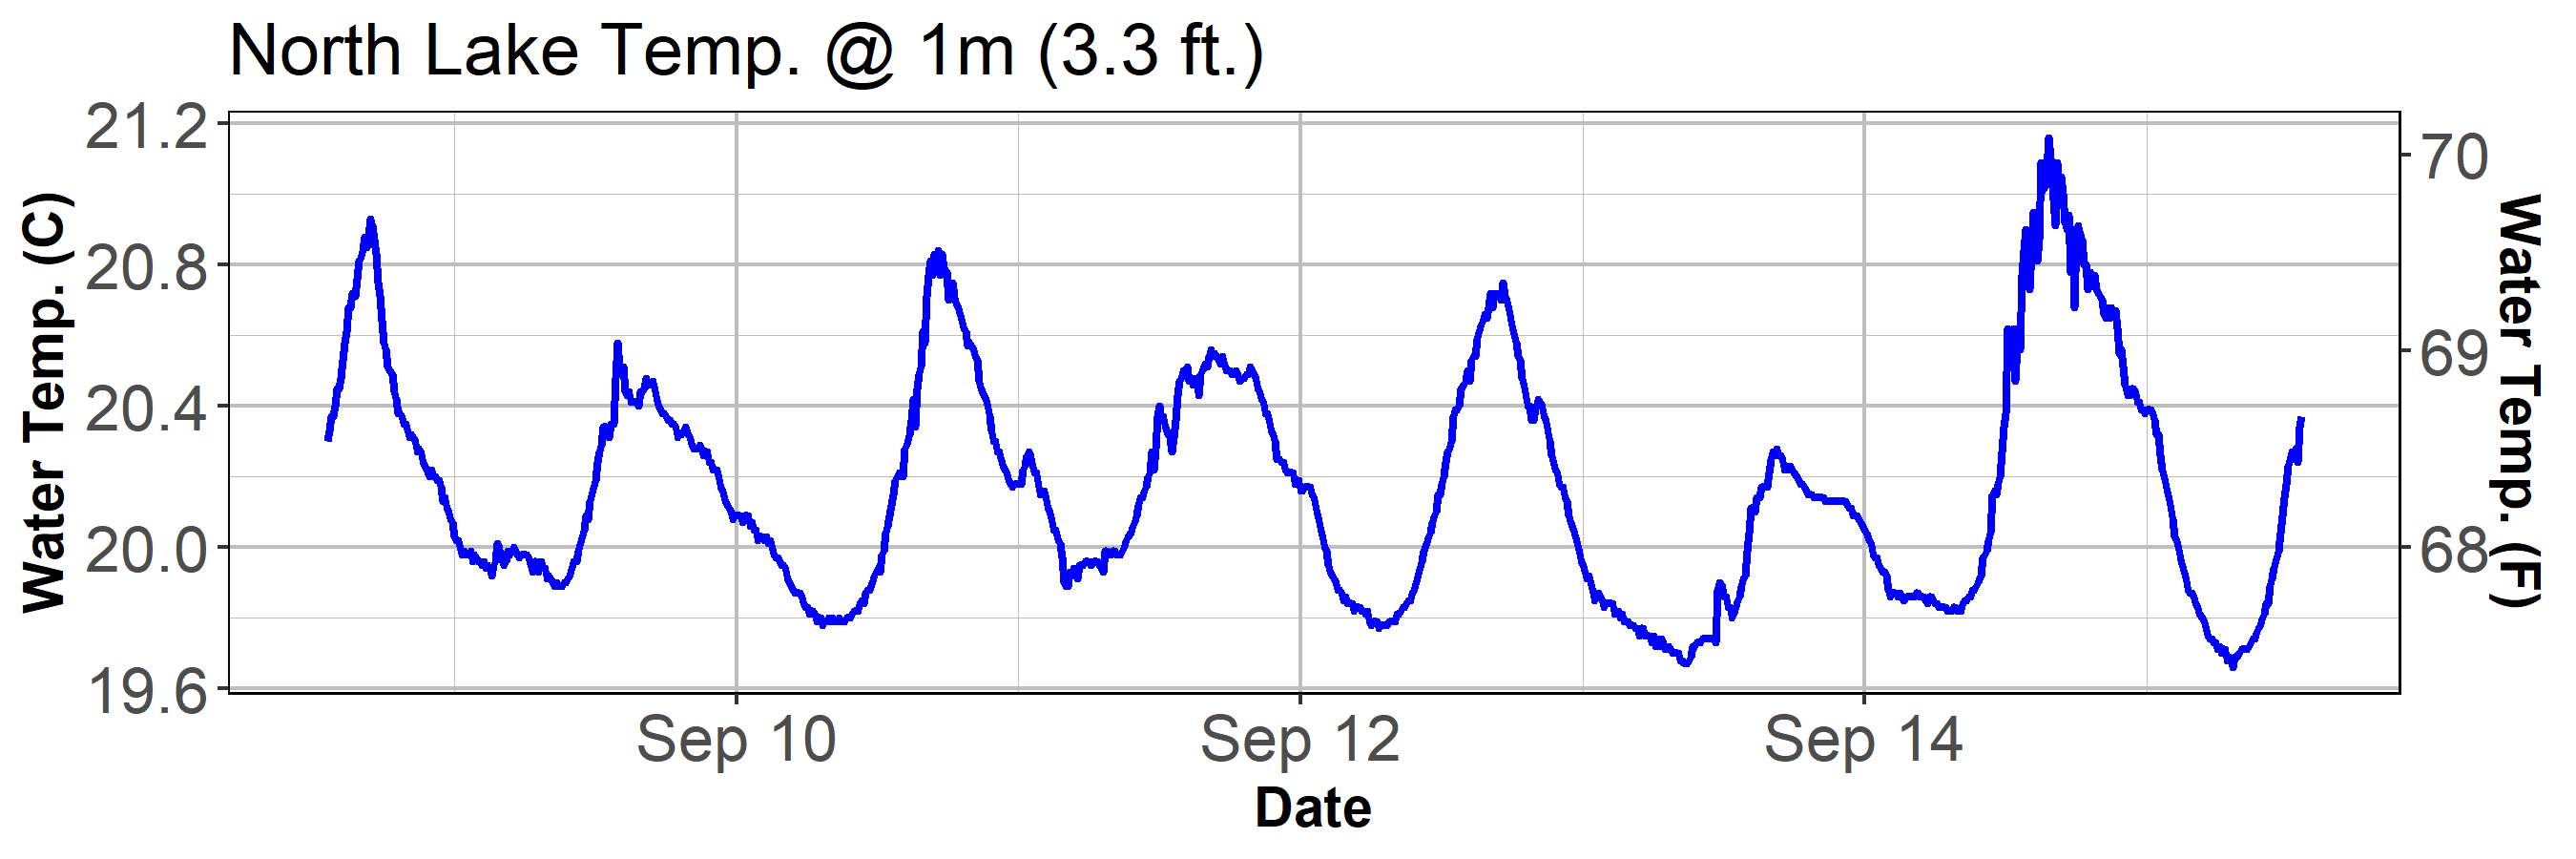 North Lake Temp. @ 1m (3.3 ft.)
21.2
20.8
20.4
20.0
19.6
Water Temp. (C)
70
69
68
Water Temp. (F)
Sep 10 Sep 12 Sep 14
Date